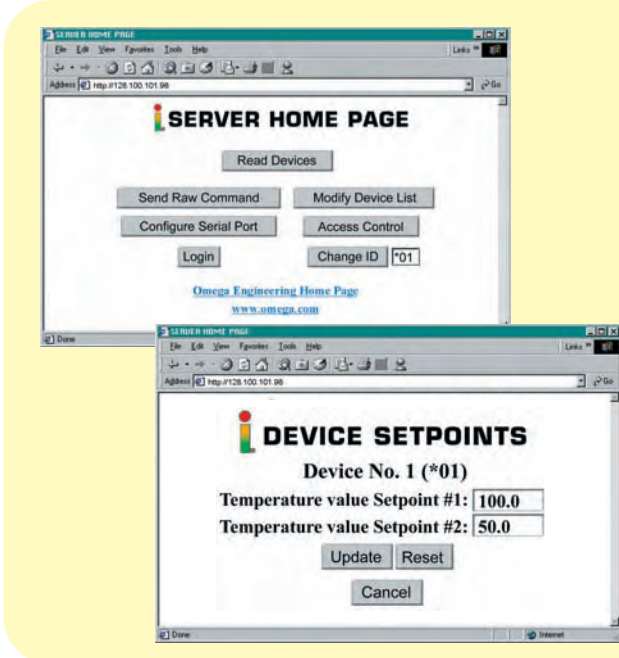 SERVER HOME PAGE
File Edit View Favorites Tools Help Links »
Address http://128.100.101.98 Go
i SERVER HOME PAGE
Read Devices
Send Raw Command Modify Device List
Configure Serial Port Access Control
Login Change ID *01
Omega Engineering Home Page
www.omega.com
Done
SERVER HOME PAGE
File Edit View Favorites Tools Help Links »
Address http://128.100.101.98 Go
i DEVICE SETPOINTS
Device No. 1 (*01)
Temperature value Setpoint #1: 100.0
Temperature value Setpoint #2: 50.0
Update Reset
Cancel
Done Internet